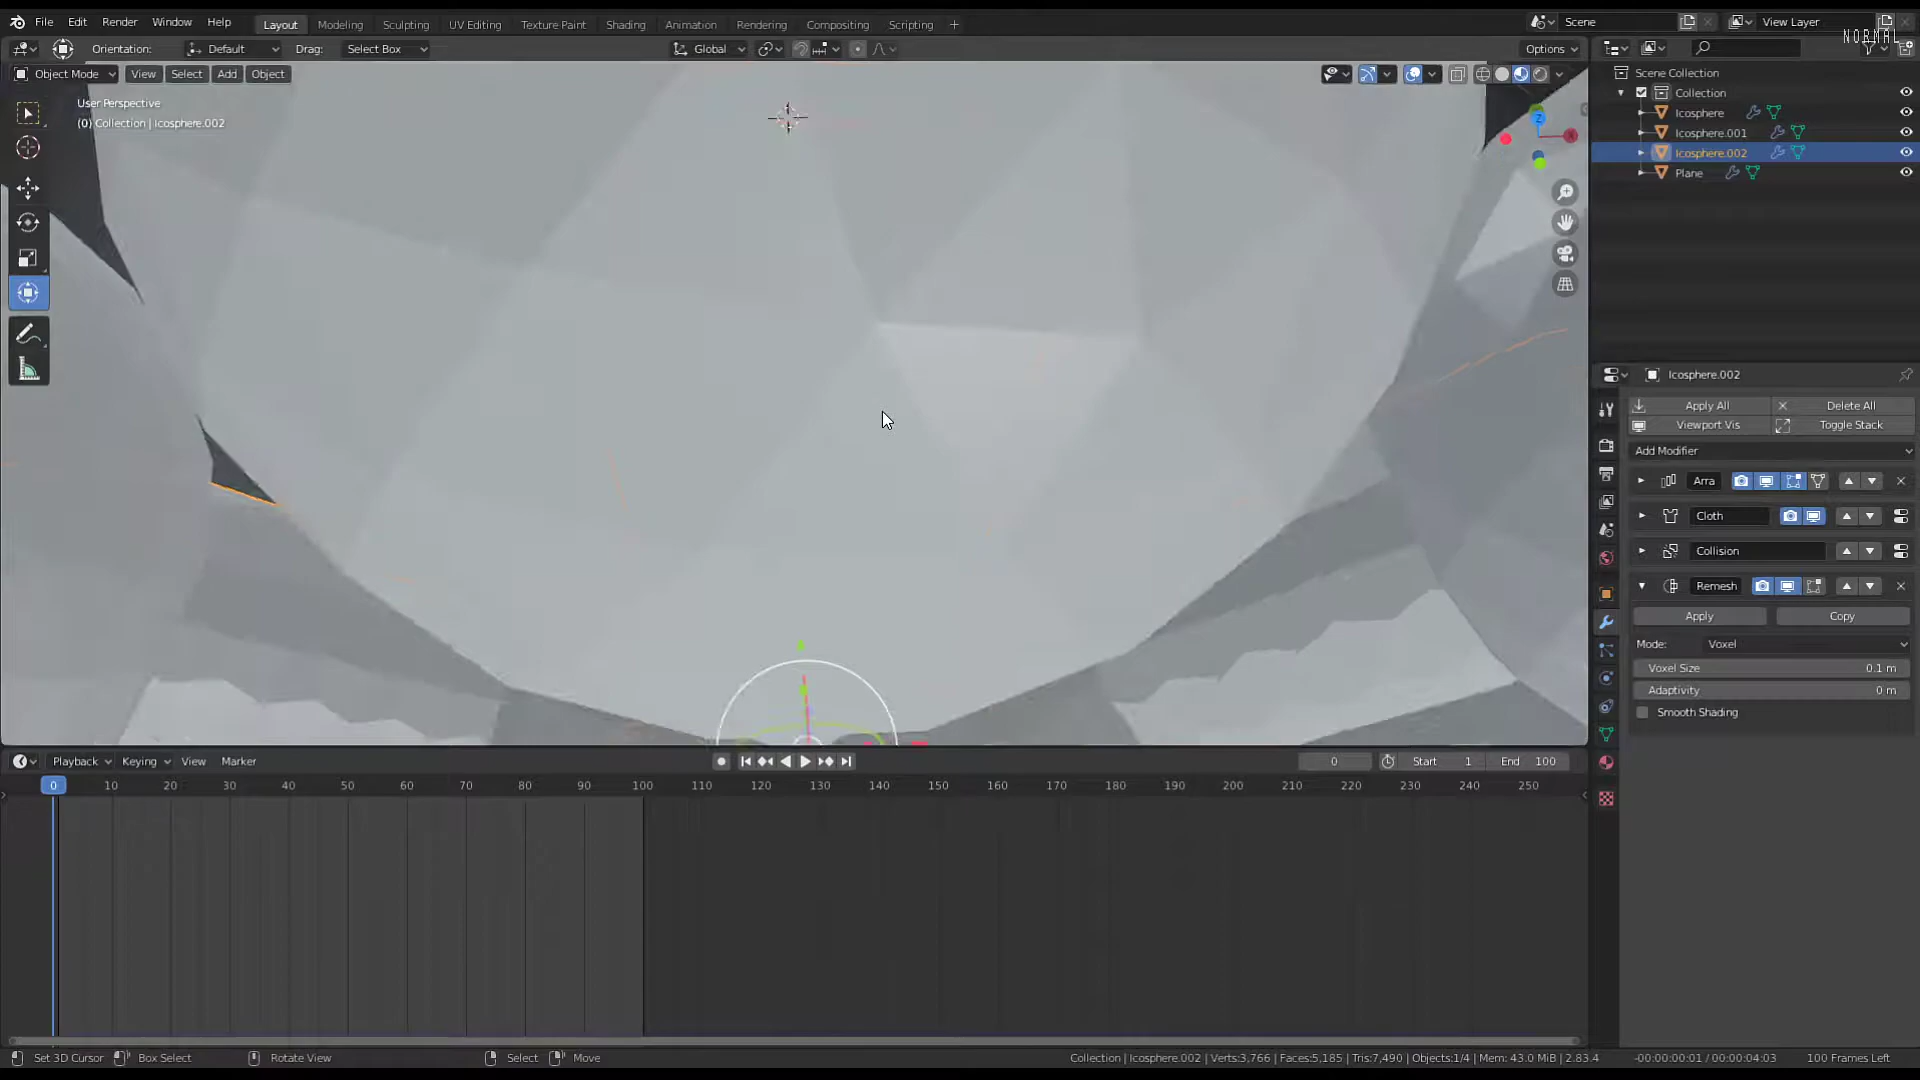 File Edit Render Window Help Layout Modeling Sculpting UV Editing Texture Paint Shading Animation Rendering Compositing Scripting + Scene View Layer
NORMAL
Orientation: Default Drag: Select Box Global Options
Object Mode View Select Add Object
User Perspective
(0) Collection | Icosphere.002
Z
X
Scene Collection
Collection
Icosphere
Icosphere.001
Icosphere.002
Plane
Icosphere.002
Apply All Delete All
Viewport Vis Toggle Stack
Add Modifier
Arra
Cloth
Collision
Remesh
Apply Copy
Mode: Voxel
Voxel Size 0.1 m
Adaptivity 0 m
Smooth Shading
Playback Keying View Marker 0 Start 1 End 100
0 10 20 30 40 50 60 70 80 90 100 110 120 130 140 150 160 170 180 190 200 210 220 230 240 250
Set 3D Cursor Box Select Rotate View Select Move Collection | Icosphere.002 | Verts:3,766 | Faces:5,185 | Tris:7,490 | Objects:1/4 | Mem: 43.0 MiB | 2.83.4 -00:00:00:01 / 00:00:04:03 100 Frames Left